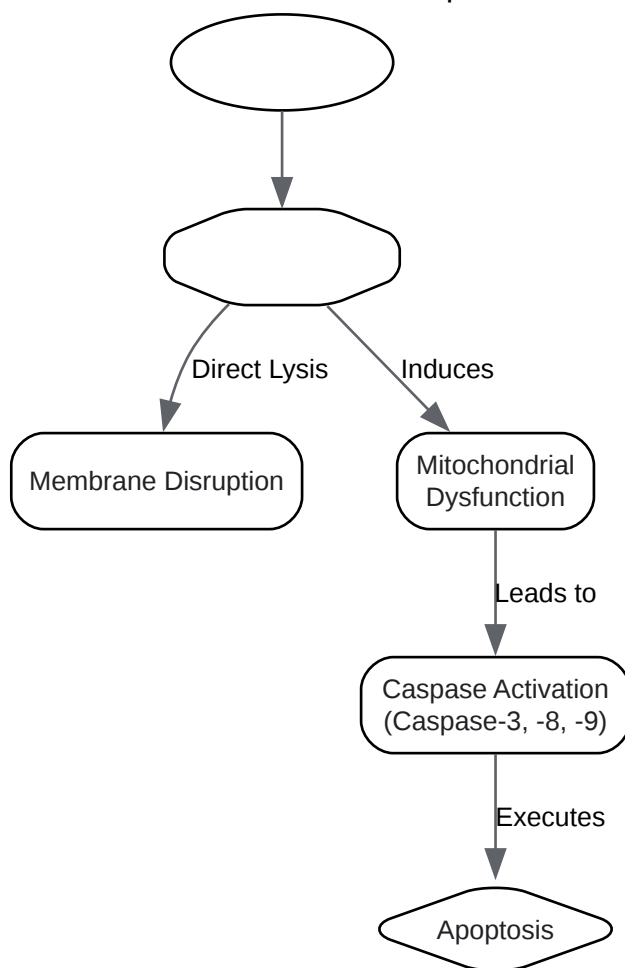 Direct Lysis
Induces
Membrane Disruption
Mitochondrial
Dysfunction
Leads to
Caspase Activation
(Caspase-3, -8, -9)
Executes
Apoptosis